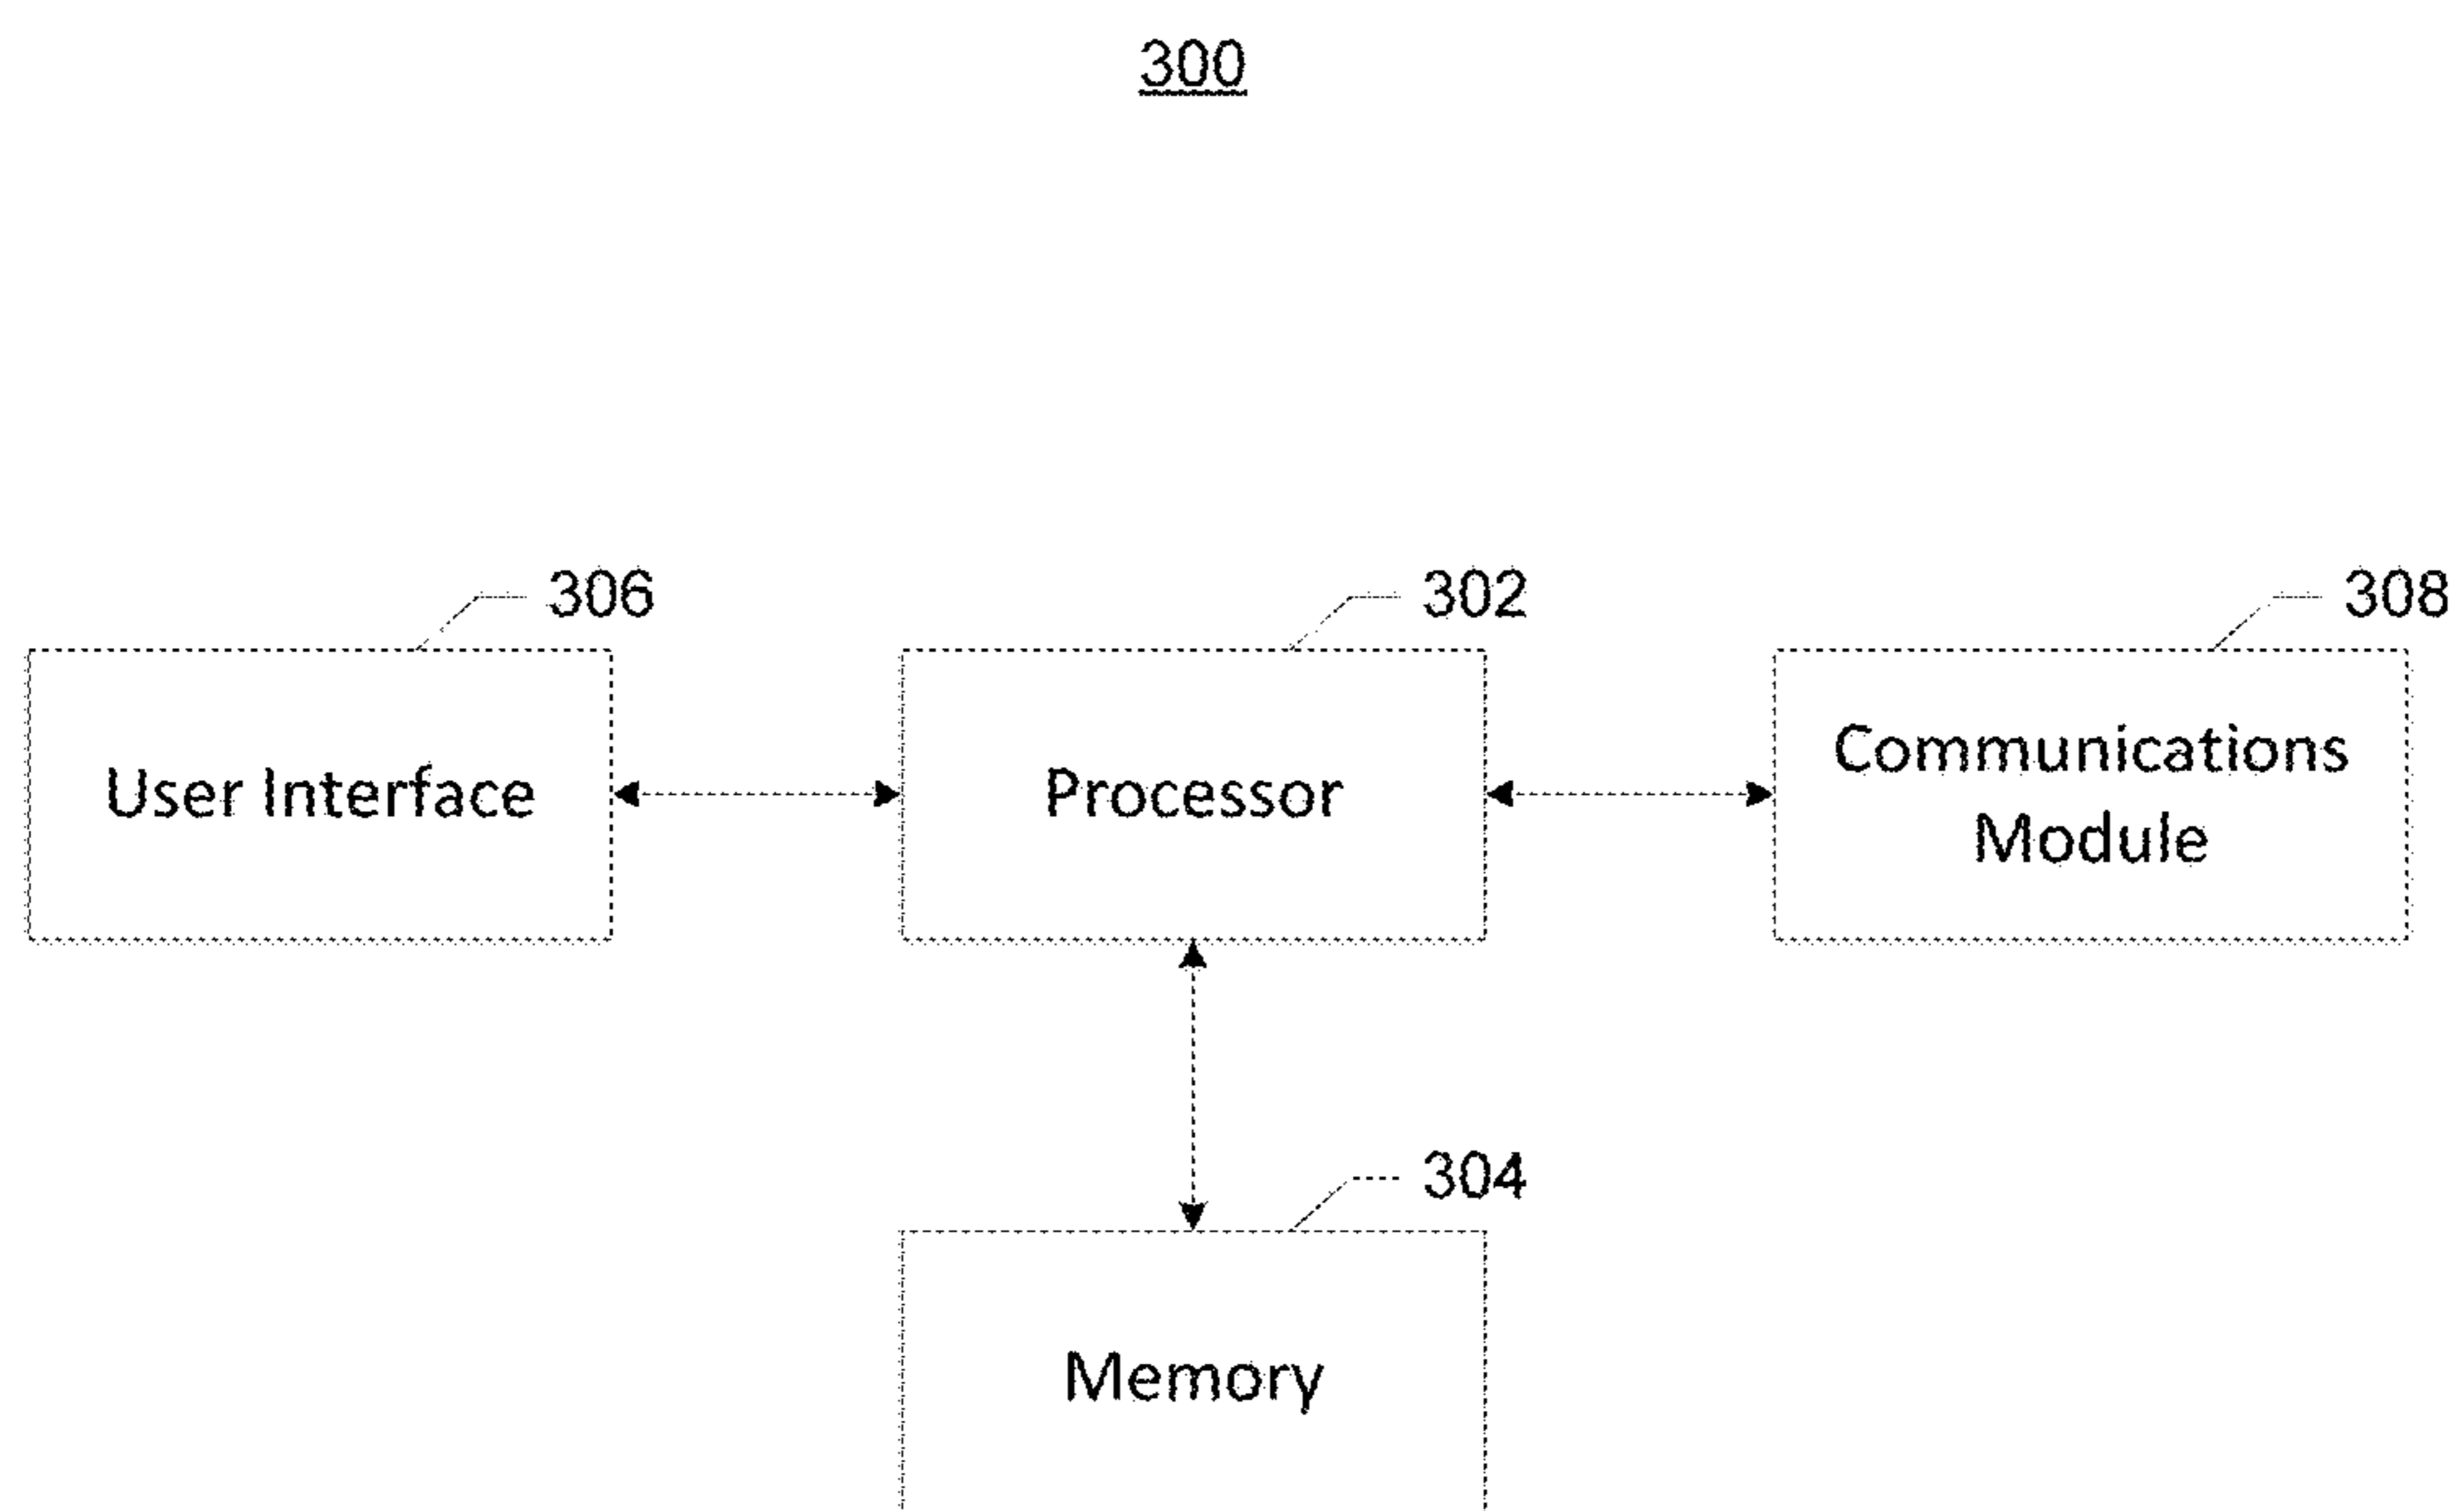 300
306
302
308
User Interface
Processor
Communications
Module
304
Memory